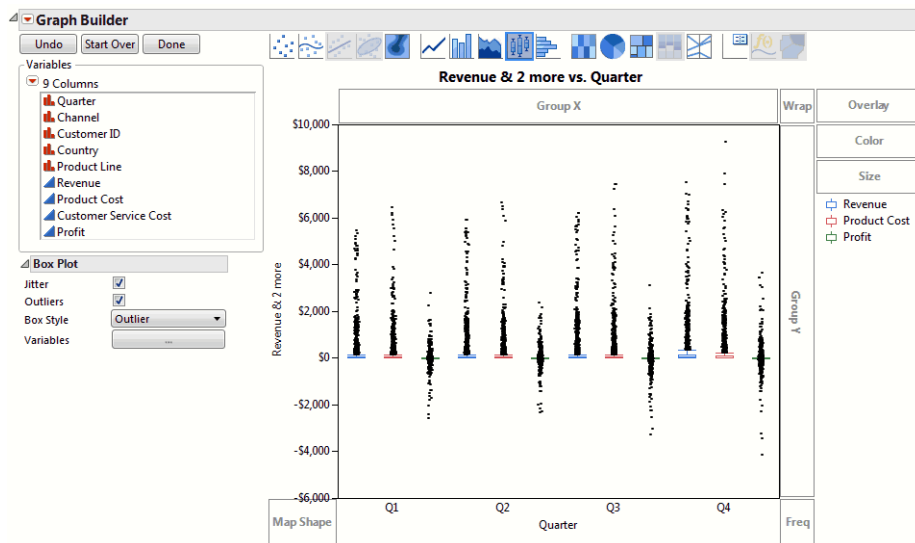 Graph Builder
Undo Start Over Done
Variables
9 Columns
Quarter
Channel
Customer ID
Country
Product Line
Revenue
Product Cost
Customer Service Cost
Profit
Box Plot
Jitter
Outliers
Box Style Outlier
Variables ...
Revenue & 2 more vs. Quarter
Group X
Wrap
Overlay
Color
Size
Revenue
Product Cost
Profit
Group Y
Revenue & 2 more
$10,000
$8,000
$6,000
$4,000
$2,000
$0
-$2,000
-$4,000
-$6,000
Q1 Q2 Q3 Q4
Quarter
Map Shape
Freq